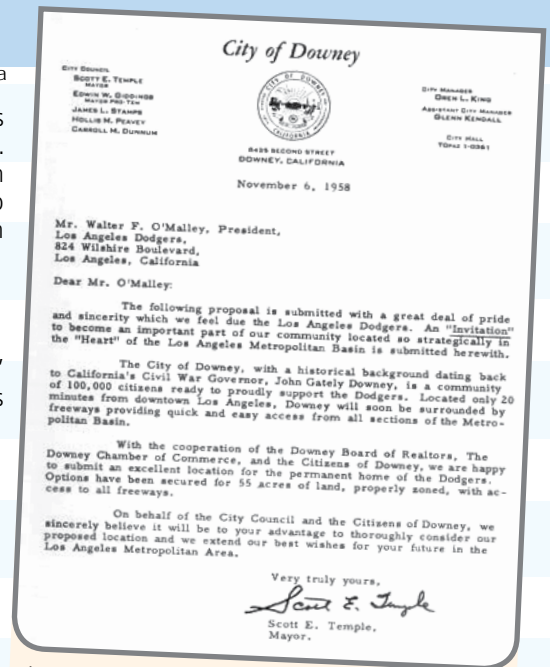 City of Downey
CITY COUNCIL
SCOTT E. TEMPLE
MAYOR
EDWIN W. GIDDINGS
MAYOR PRO-TEM
JAMES L. STAMPS
HOLLIS M. PEAVEY
CARROLL M. DUNNUM
CITY OF DOWNEY
CALIFORNIA
CITY MANAGER
OREN L. KING
ASSISTANT CITY MANAGER
GLENN KENDALL
CITY HALL
TOPAZ 1-0361
8425 SECOND STREET
DOWNEY, CALIFORNIA
November 6, 1958
Mr. Walter F. O'Malley, President,
Los Angeles Dodgers,
824 Wilshire Boulevard,
Los Angeles, California
Dear Mr. O'Malley:
The following proposal is submitted with a great deal of pride
and sincerity which we feel due the Los Angeles Dodgers. An "Invitation"
to become an important part of our community located so strategically in
the "Heart" of the Los Angeles Metropolitan Basin is submitted herewith.
The City of Downey, with a historical background dating back
to California's Civil War Governor, John Gately Downey, is a community
of 100,000 citizens ready to proudly support the Dodgers. Located only 20
minutes from downtown Los Angeles, Downey will soon be surrounded by
freeways providing quick and easy access from all sections of the Metro-
politan Basin.
With the cooperation of the Downey Board of Realtors, The
Downey Chamber of Commerce, and the Citizens of Downey, we are happy
to submit an excellent location for the permanent home of the Dodgers.
Options have been secured for 55 acres of land, properly zoned, with ac-
cess to all freeways.
On behalf of the City Council and the Citizens of Downey, we
sincerely believe it will be to your advantage to thoroughly consider our
proposed location and we extend our best wishes for your future in the
Los Angeles Metropolitan Area.
Very truly yours,
Scott E. Temple
Scott E. Temple,
Mayor.